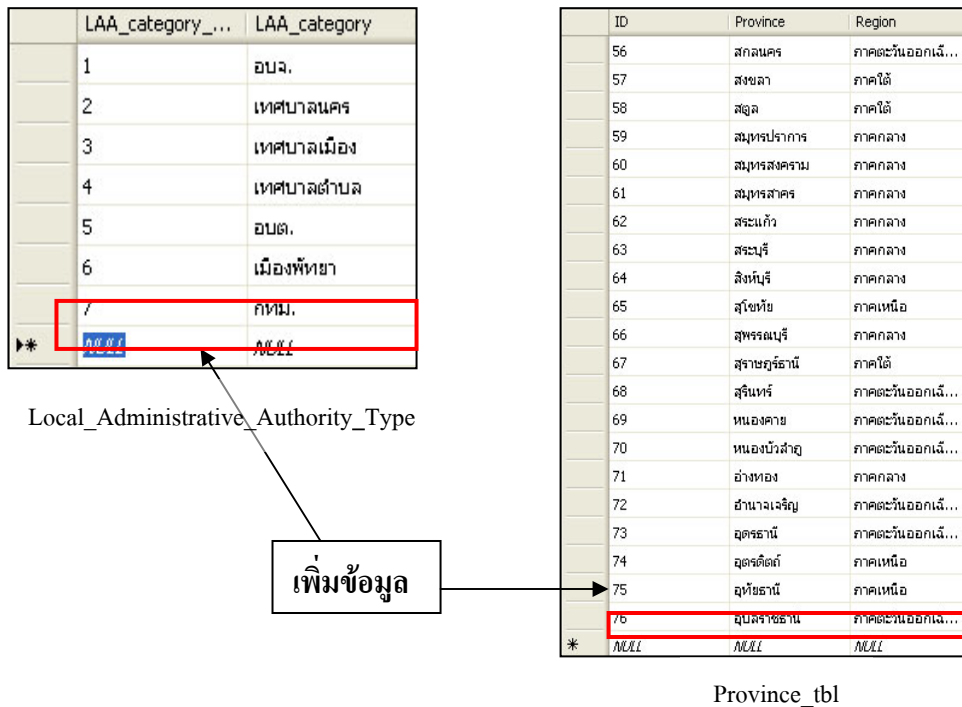 LAA_category_... LAA_category
1 อบจ.
2 เทศบาลนคร
3 เทศบาลเมือง
4 เทศบาลตำบล
5 อบต.
6 เมืองพัทยา
7 กทม.
NULL NULL
Local_Administrative_Authority_Type
เพิ่มข้อมูล
ID Province Region
56 สกลนคร ภาคตะวันออกเฉี...
57 สงขลา ภาคใต้
58 สตูล ภาคใต้
59 สมุทรปราการ ภาคกลาง
60 สมุทรสงคราม ภาคกลาง
61 สมุทรสาคร ภาคกลาง
62 สระแก้ว ภาคกลาง
63 สระบุรี ภาคกลาง
64 สิงห์บุรี ภาคกลาง
65 สุโขทัย ภาคเหนือ
66 สุพรรณบุรี ภาคกลาง
67 สุราษฎร์ธานี ภาคใต้
68 สุรินทร์ ภาคตะวันออกเฉี...
69 หนองคาย ภาคตะวันออกเฉี...
70 หนองบัวลำภู ภาคตะวันออกเฉี...
71 อ่างทอง ภาคกลาง
72 อำนาจเจริญ ภาคตะวันออกเฉี...
73 อุดรธานี ภาคตะวันออกเฉี...
74 อุตรดิตถ์ ภาคเหนือ
75 อุทัยธานี ภาคเหนือ
76 อุบลราชธานี ภาคตะวันออกเฉี...
NULL NULL NULL
Province_tbl